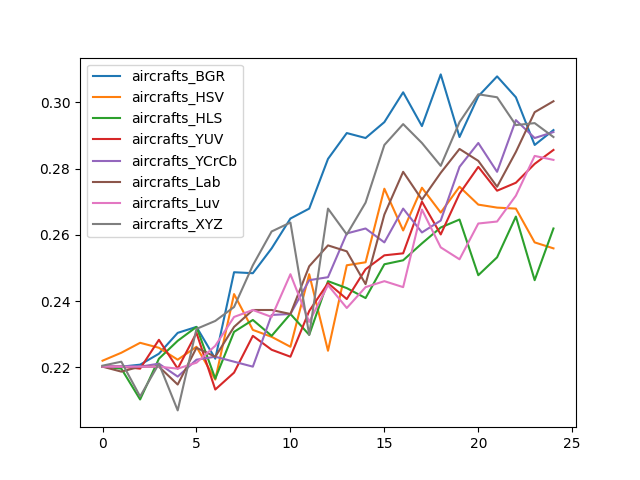 aircrafts_BGR
aircrafts_HSV
aircrafts_HLS
aircrafts_YUV
aircrafts_YCrCb
aircrafts_Lab
aircrafts_Luv
aircrafts_XYZ
0.30
0.28
0.26
0.24
0.22
0 5 10 15 20 25